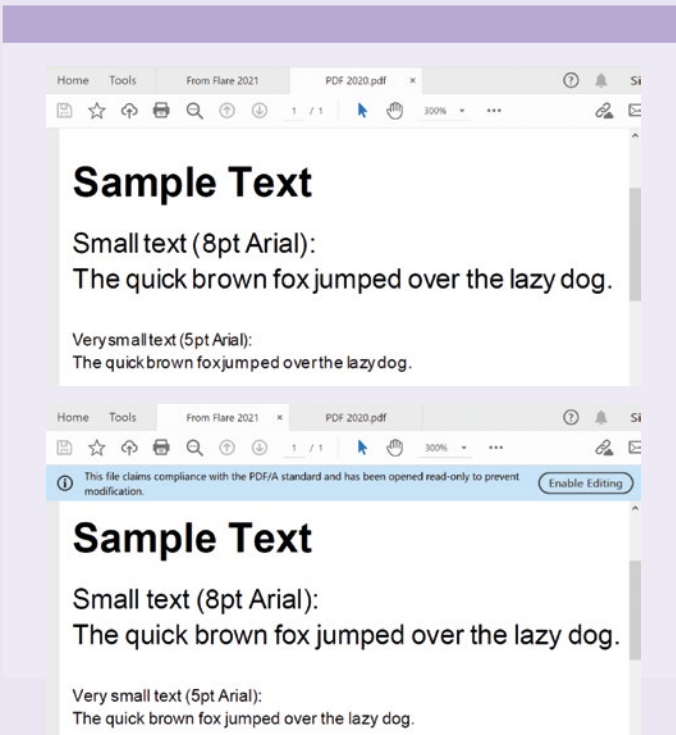 Home Tools From Flare 2021 PDF 2020.pdf × ? Si
1 / 1 300%
Sample Text
Small text (8pt Arial):
The quick brown fox jumped over the lazy dog.
Very small text (5pt Arial):
The quick brown fox jumped over the lazy dog.
Home Tools From Flare 2021 × PDF 2020.pdf ? Si
1 / 1 300%
This file claims compliance with the PDF/A standard and has been opened read-only to prevent
modification.
Enable Editing
Sample Text
Small text (8pt Arial):
The quick brown fox jumped over the lazy dog.
Very small text (5pt Arial):
The quick brown fox jumped over the lazy dog.